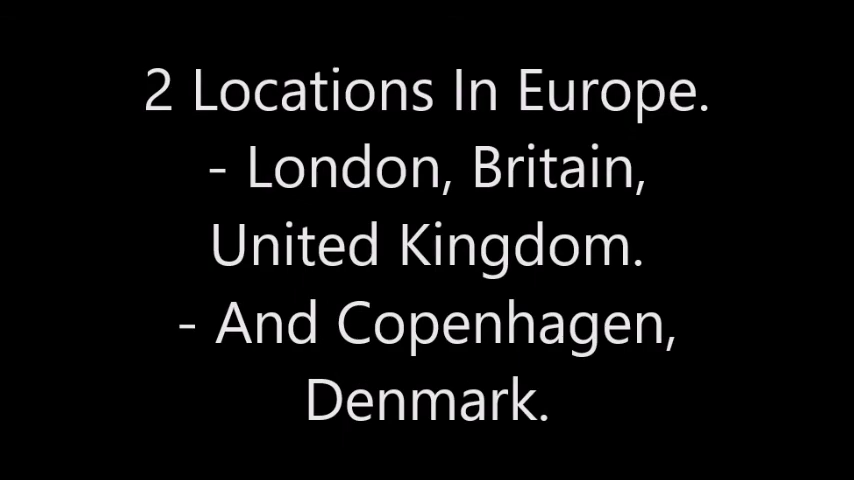 2 Locations In Europe.
- London, Britain,
United Kingdom.
- And Copenhagen,
Denmark.